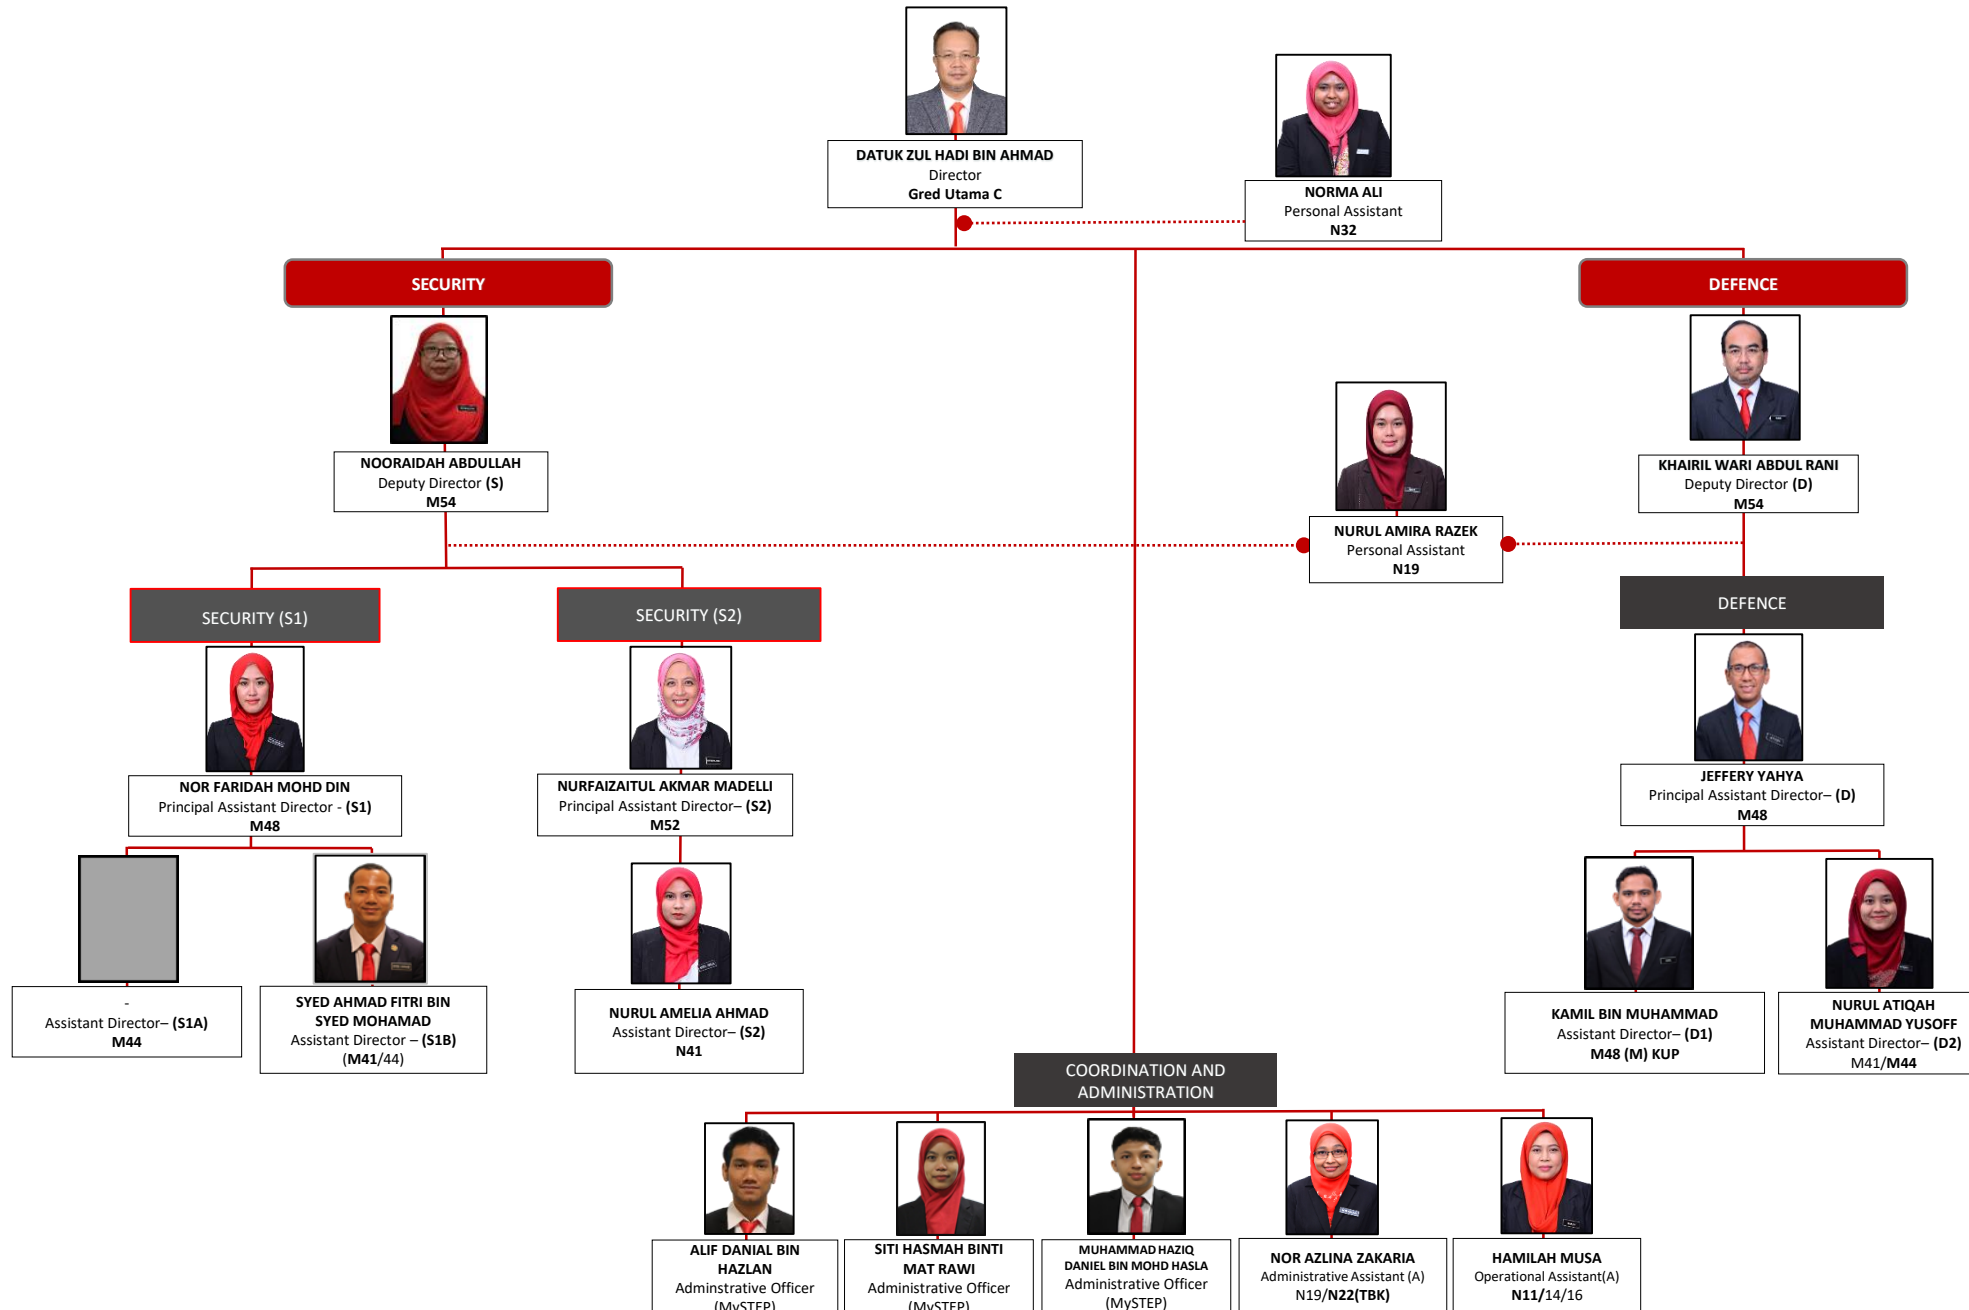 DATUK ZUL HADI BIN AHMAD
Director
Gred Utama C
NORMA ALI
Personal Assistant
N32
SECURITY
DEFENCE
NOORAIDAH ABDULLAH
Deputy Director (S)
M54
KHAIRIL WARI ABDUL RANI
Deputy Director (D)
M54
NURUL AMIRA RAZEK
Personal Assistant
N19
SECURITY (S1)
SECURITY (S2)
DEFENCE
NOR FARIDAH MOHD DIN
Principal Assistant Director - (S1)
M48
NURFAIZAITUL AKMAR MADELLI
Principal Assistant Director– (S2)
M52
JEFFERY YAHYA
Principal Assistant Director– (D)
M48
-
Assistant Director– (S1A)
M44
SYED AHMAD FITRI BIN
SYED MOHAMAD
Assistant Director – (S1B)
(M41/44)
NURUL AMELIA AHMAD
Assistant Director– (S2)
N41
KAMIL BIN MUHAMMAD
Assistant Director– (D1)
M48 (M) KUP
NURUL ATIQAH
MUHAMMAD YUSOFF
Assistant Director– (D2)
M41/M44
COORDINATION AND
ADMINISTRATION
ALIF DANIAL BIN
HAZLAN
Adminstrative Officer
(MySTEP)
SITI HASMAH BINTI
MAT RAWI
Administrative Officer
(MySTEP)
MUHAMMAD HAZIQ
DANIEL BIN MOHD HASLA
Administrative Officer
(MySTEP)
NOR AZLINA ZAKARIA
Administrative Assistant (A)
N19/N22(TBK)
HAMILAH MUSA
Operational Assistant(A)
N11/14/16